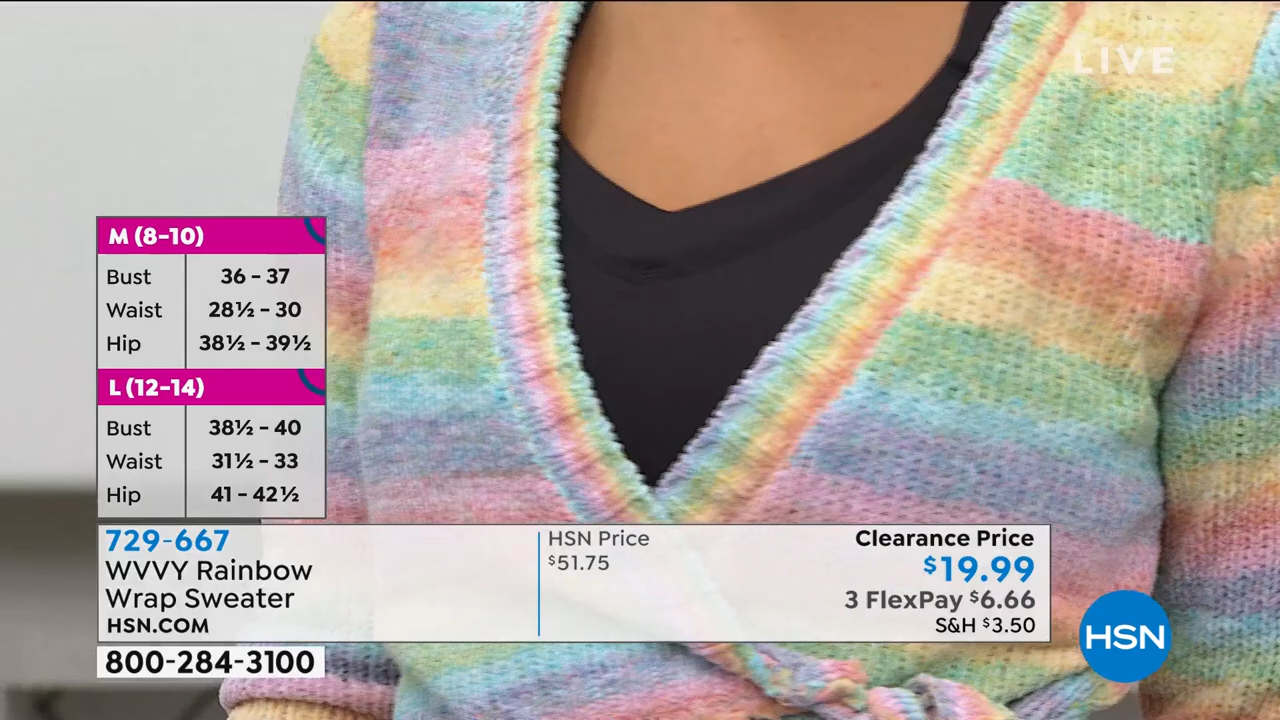 LIVE
M (8-10)
Bust 36 - 37
Waist 28½ - 30
Hip 38½ - 39½
L (12-14)
Bust 38½ - 40
Waist 31½ - 33
Hip 41 - 42½
729-667
WVVY Rainbow
Wrap Sweater
HSN.COM
HSN Price
$51.75
Clearance Price
$19.99
3 FlexPay $6.66
S&H $3.50
HSN
800-284-3100